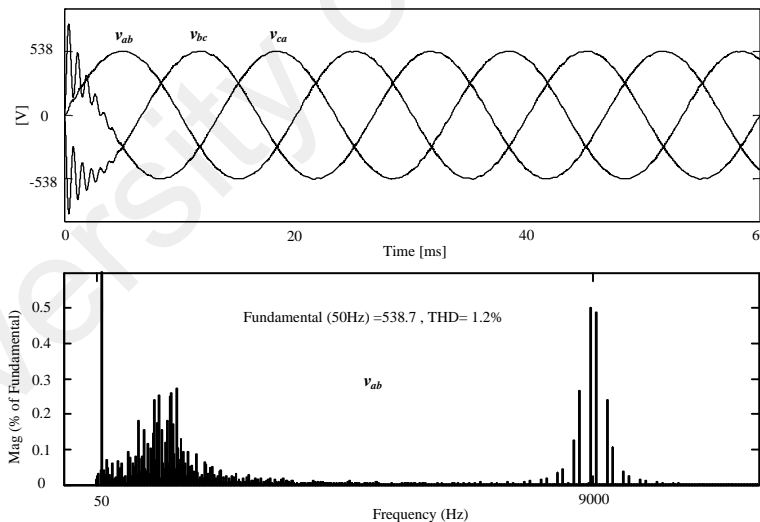 538
0
-538
[V]
v_ab
v_bc
v_ca
0
20
40
6
Time [ms]
0.5
0.4
0.3
0.2
0.1
0
Mag (% of Fundamental)
Fundamental (50Hz) =538.7 , THD= 1.2%
v_ab
50
9000
Frequency (Hz)